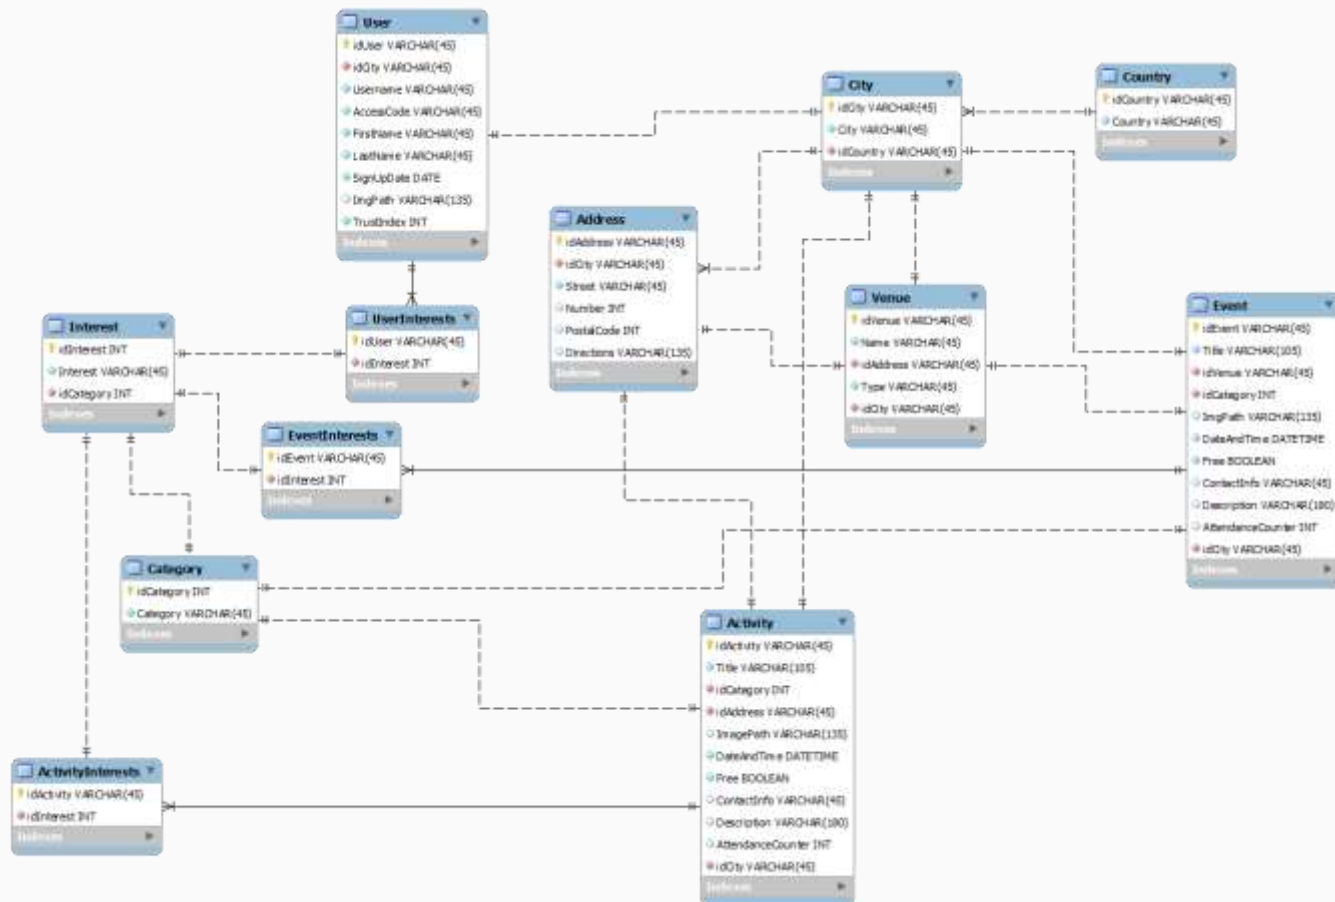 User
idUser VARCHAR(45)
idCity VARCHAR(45)
Username VARCHAR(45)
AccessCode VARCHAR(45)
FirstName VARCHAR(45)
LastName VARCHAR(45)
SignUpDate DATE
ImgPath VARCHAR(135)
TrustIndex INT
Indexes
City
idCity VARCHAR(45)
City VARCHAR(45)
idCountry VARCHAR(45)
Indexes
Country
idCountry VARCHAR(45)
Country VARCHAR(45)
Indexes
Address
idAddress VARCHAR(45)
idCity VARCHAR(45)
Street VARCHAR(45)
Number INT
PostalCode INT
Directions VARCHAR(135)
Indexes
Venue
idVenue VARCHAR(45)
Name VARCHAR(45)
idAddress VARCHAR(45)
Type VARCHAR(45)
idCity VARCHAR(45)
Indexes
Event
idEvent VARCHAR(45)
Title VARCHAR(105)
idVenue VARCHAR(45)
idCategory INT
ImgPath VARCHAR(135)
DateAndTime DATETIME
Free BOOLEAN
ContactInfo VARCHAR(45)
Description VARCHAR(180)
AttendanceCounter INT
idCity VARCHAR(45)
Indexes
Interest
idInterest INT
Interest VARCHAR(45)
idCategory INT
Indexes
UserInterests
idUser VARCHAR(45)
idInterest INT
Indexes
EventInterests
idEvent VARCHAR(45)
idInterest INT
Indexes
Category
idCategory INT
Category VARCHAR(45)
Indexes
Activity
idActivity VARCHAR(45)
Title VARCHAR(105)
idCategory INT
idAddress VARCHAR(45)
ImagePath VARCHAR(135)
DateAndTime DATETIME
Free BOOLEAN
ContactInfo VARCHAR(45)
Description VARCHAR(180)
AttendanceCounter INT
idCity VARCHAR(45)
Indexes
ActivityInterests
idActivity VARCHAR(45)
idInterest INT
Indexes